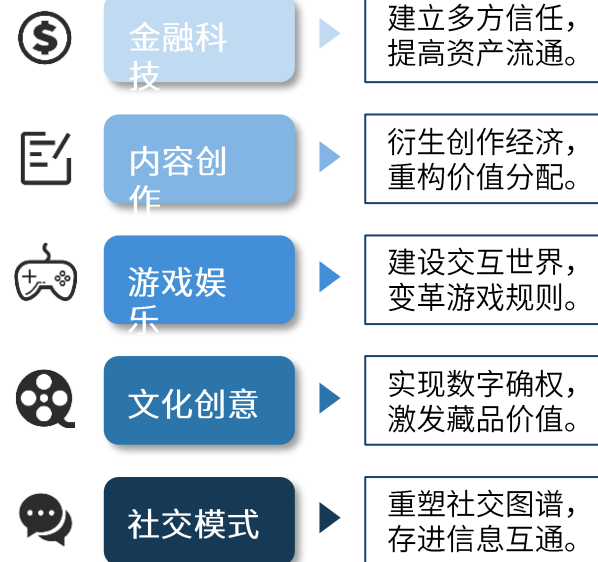 金融科
技
建立多方信任，
提高资产流通。
内容创
作
衍生创作经济，
重构价值分配。
游戏娱
乐
建设交互世界，
变革游戏规则。
文化创意
实现数字确权，
激发藏品价值。
社交模式
重塑社交图谱，
存进信息互通。